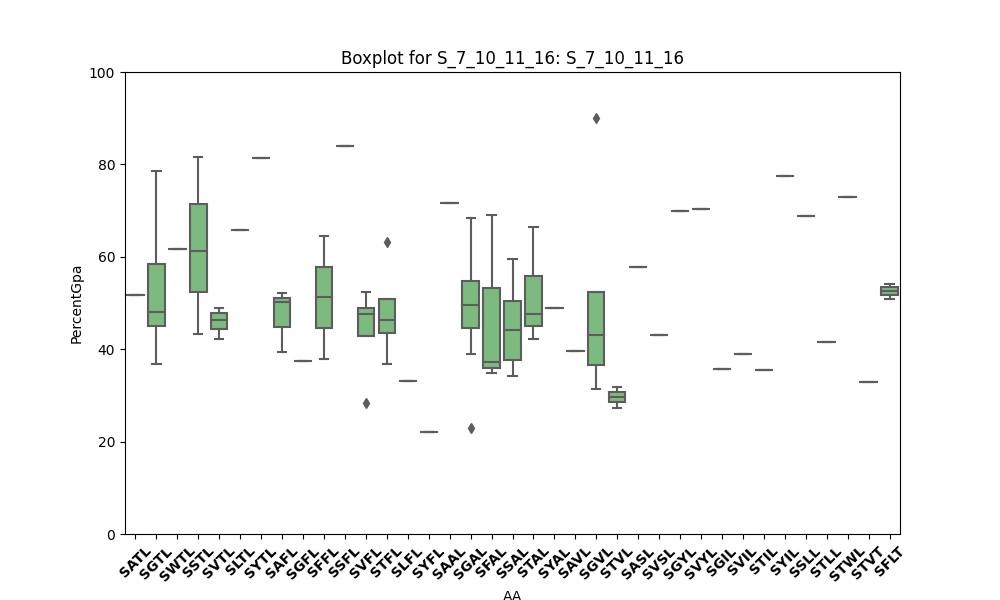 Boxplot for S_7_10_11_16: S_7_10_11_16
100
80
60
40
20
0
PercentGpa
SATL SGTL SWTL SSTL SVTL SLTL SYTL SAFL SGFL SFFL SSFL SVFL STFL SLFL SYFL SAAL SGAL SFAL SSAL STAL SYAL SAVL SGVL STVL SASL SVSL SGYL SVYL SGIL SVIL STIL SYIL SSLL STLL STWL STVT SFLT
AA